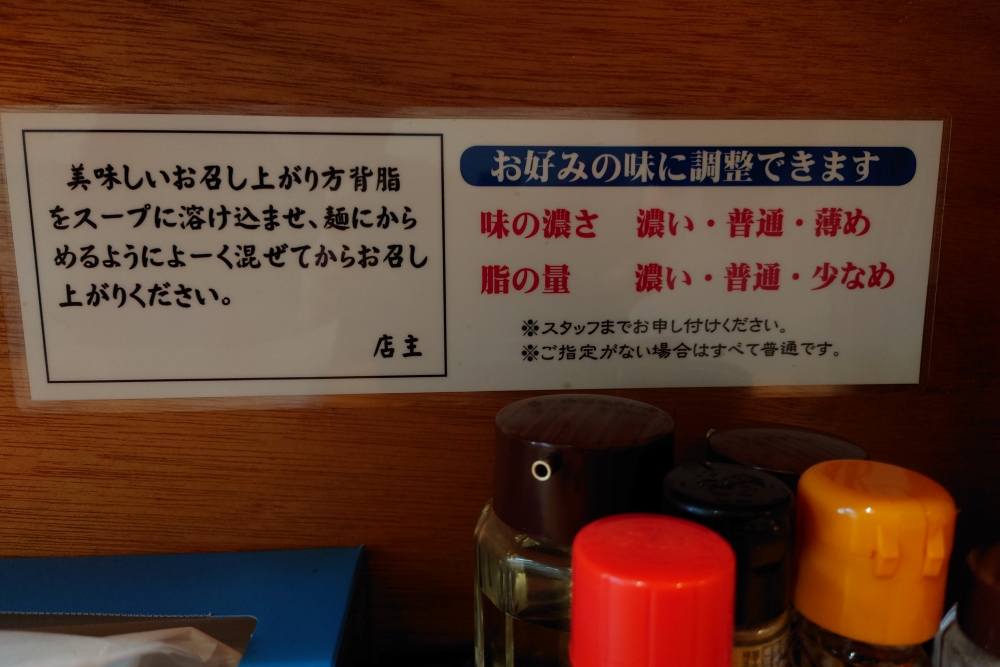 美味しいお召し上がり方背脂
をスープに溶け込ませ、麺にから
めるようによーく混ぜてからお召し
上がりください。
店主
お好みの味に調整できます
味の濃さ 濃い・普通・薄め
脂の量 濃い・普通・少なめ
※スタッフまでお申し付けください。
※ご指定がない場合はすべて普通です。